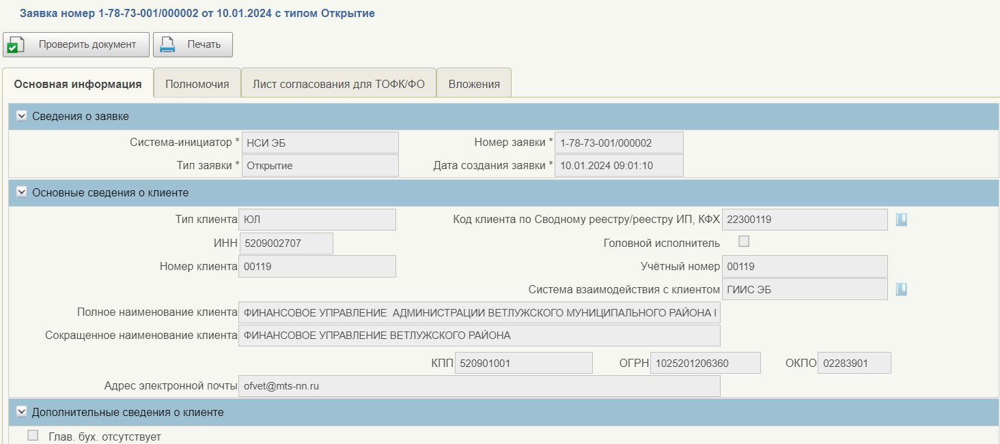 Заявка номер 1-78-73-001/000002 от 10.01.2024 с типом Открытие
Проверить документ Печать
Основная информация Полномочия Лист согласования для ТОФК/ФО Вложения
Сведения о заявке
Система-инициатор * НСИ ЭБ Номер заявки * 1-78-73-001/000002
Тип заявки * Открытие Дата создания заявки * 10.01.2024 09:01:10
Основные сведения о клиенте
Тип клиента ЮЛ Код клиента по Сводному реестру/реестру ИП, КФХ 22300119
ИНН 5209002707 Головной исполнитель
Номер клиента 00119 Учётный номер 00119
Система взаимодействия с клиентом ГИИС ЭБ
Полное наименование клиента ФИНАНСОВОЕ УПРАВЛЕНИЕ  АДМИНИСТРАЦИИ ВЕТЛУЖСКОГО МУНИЦИПАЛЬНОГО РАЙОНА
Сокращенное наименование клиента ФИНАНСОВОЕ УПРАВЛЕНИЕ ВЕТЛУЖСКОГО РАЙОНА
КПП 520901001 ОГРН 1025201206360 ОКПО 02283901
Адрес электронной почты ofvet@mts-nn.ru
Дополнительные сведения о клиенте
Глав. бух. отсутствует